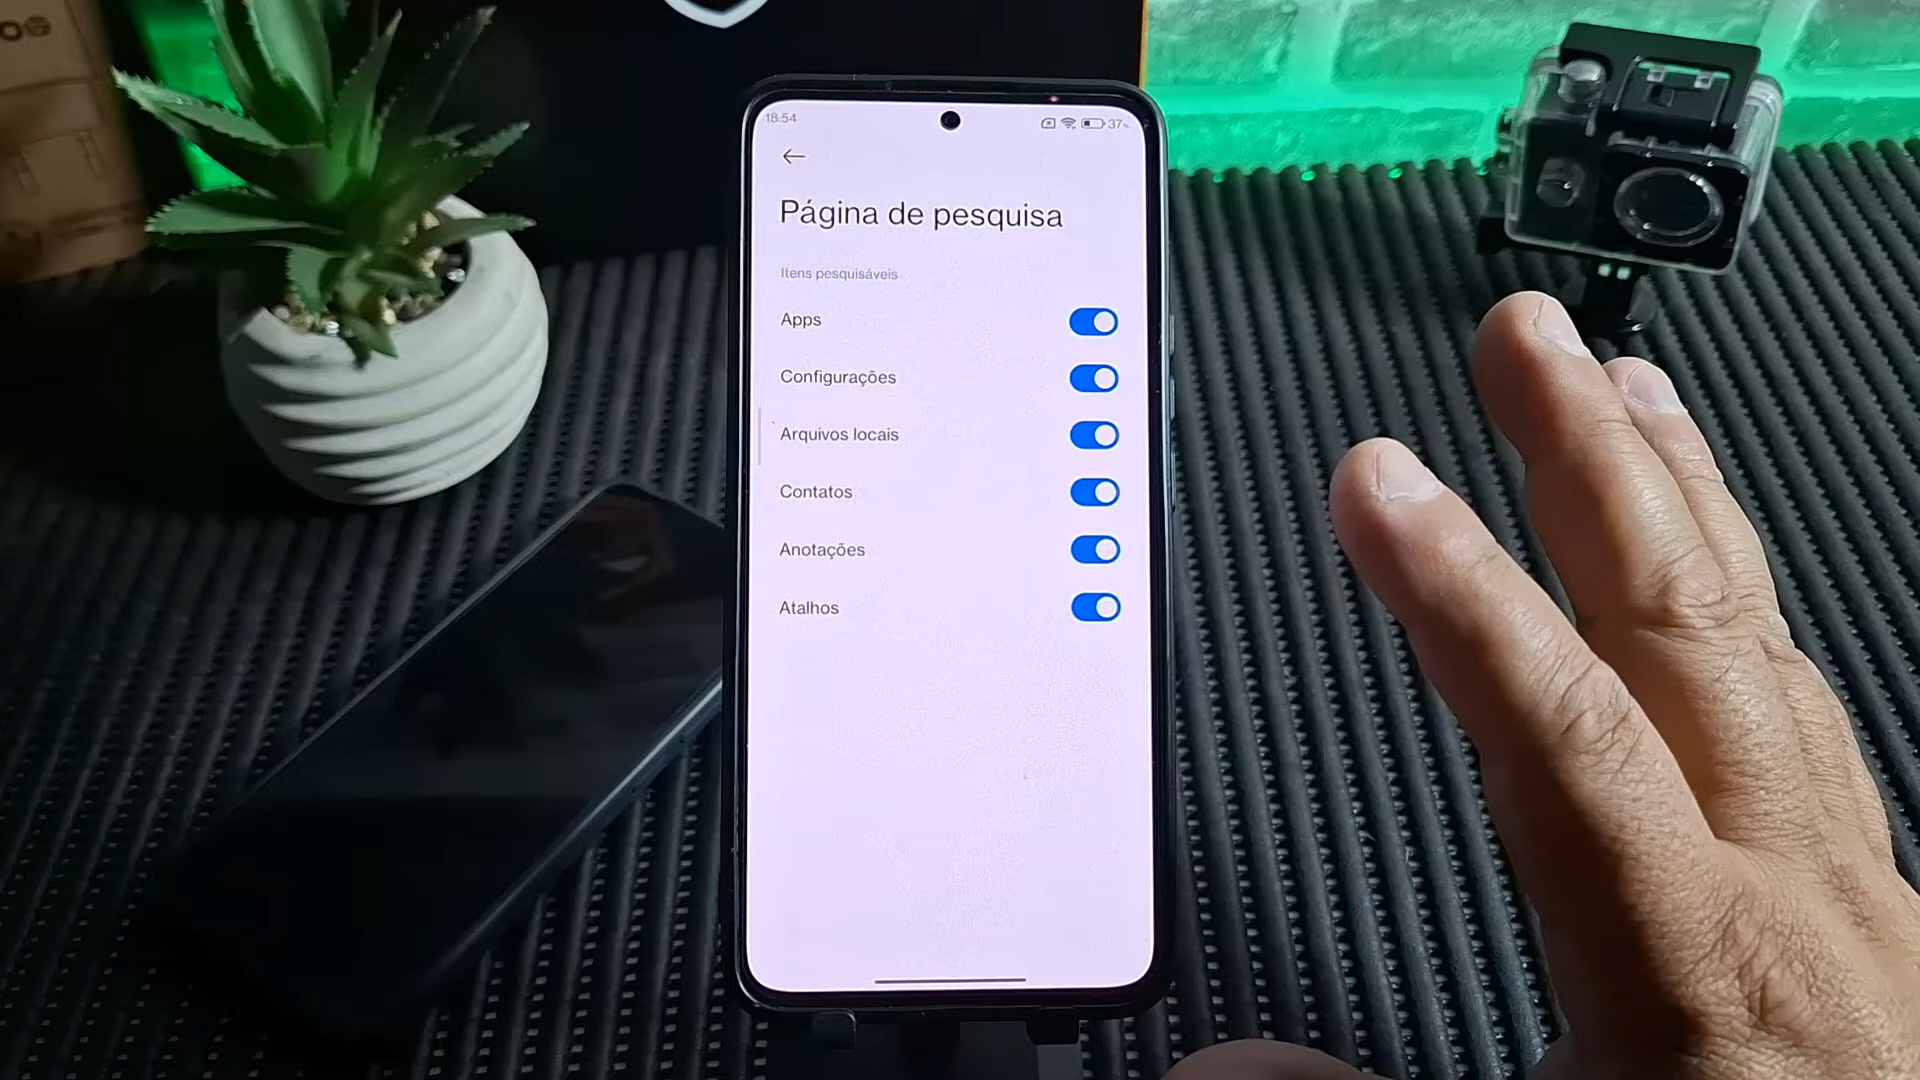 18:54
37%
Página de pesquisa
Itens pesquisáveis
Apps
Configurações
Arquivos locais
Contatos
Anotações
Atalhos